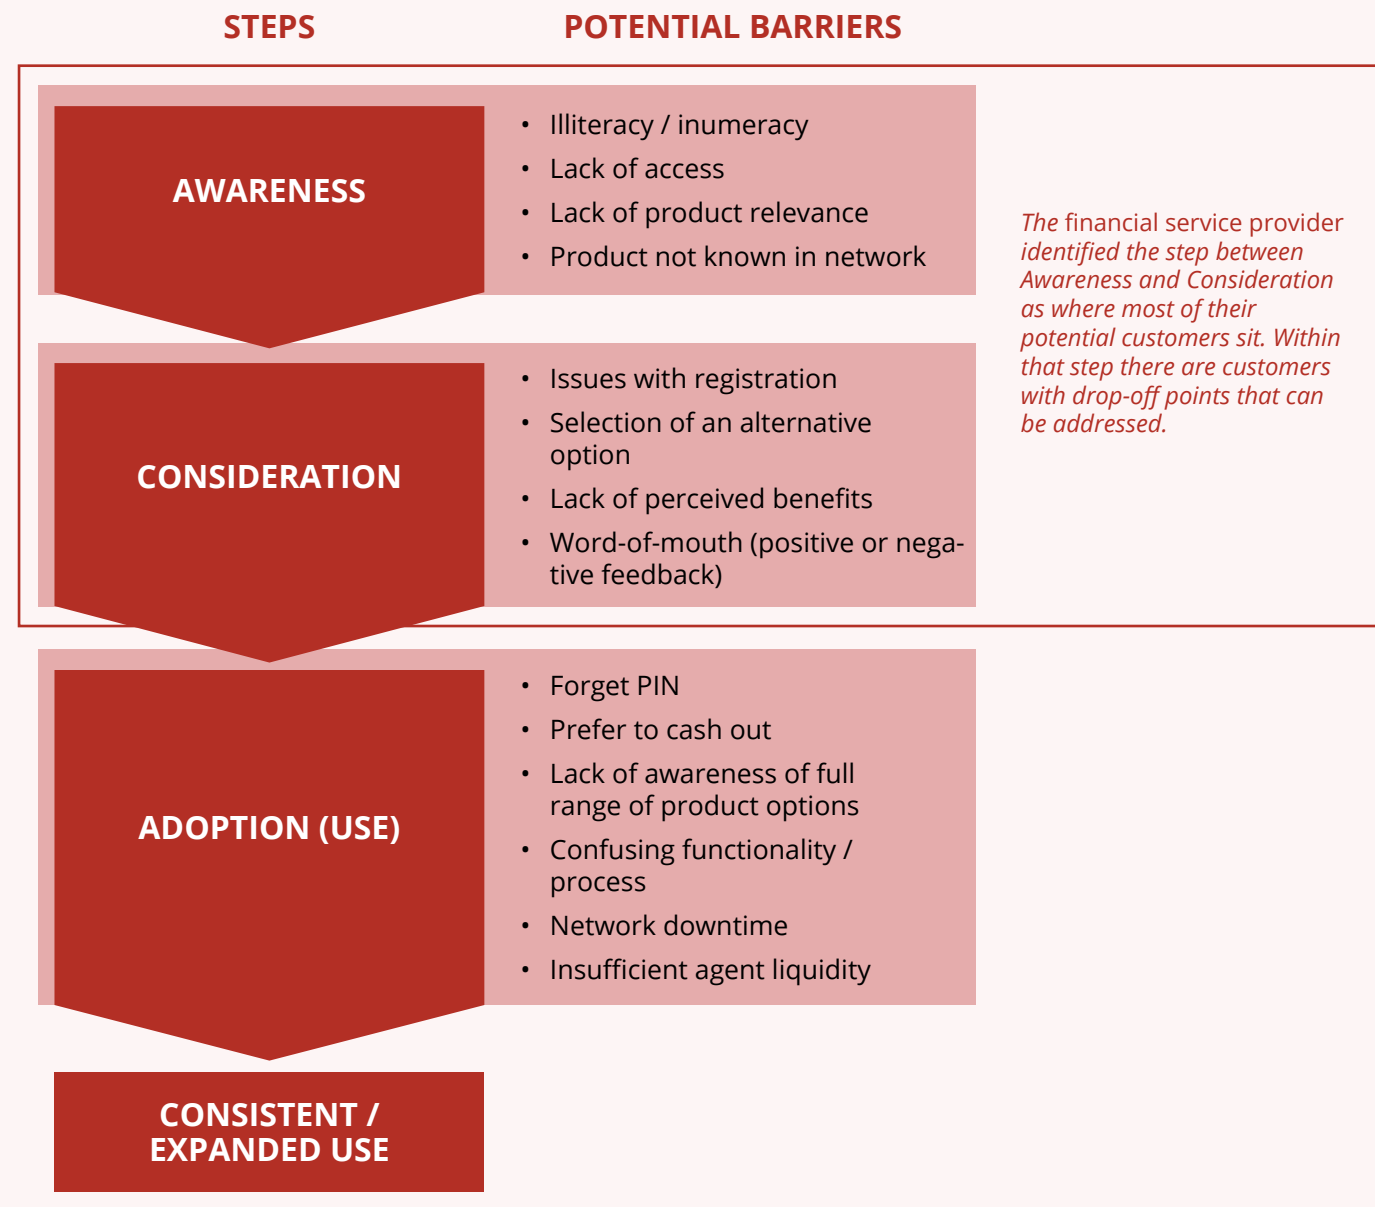 STEPS
POTENTIAL BARRIERS
AWARENESS
• Illiteracy / inumeracy
• Lack of access
• Lack of product relevance
• Product not known in network
The financial service provider
identified the step between
Awareness and Consideration
as where most of their
potential customers sit. Within
that step there are customers
with drop-off points that can
be addressed.
CONSIDERATION
• Issues with registration
• Selection of an alternative
option
• Lack of perceived benefits
• Word-of-mouth (positive or nega-
tive feedback)
ADOPTION (USE)
• Forget PIN
• Prefer to cash out
• Lack of awareness of full
range of product options
• Confusing functionality /
process
• Network downtime
• Insufficient agent liquidity
CONSISTENT /
EXPANDED USE